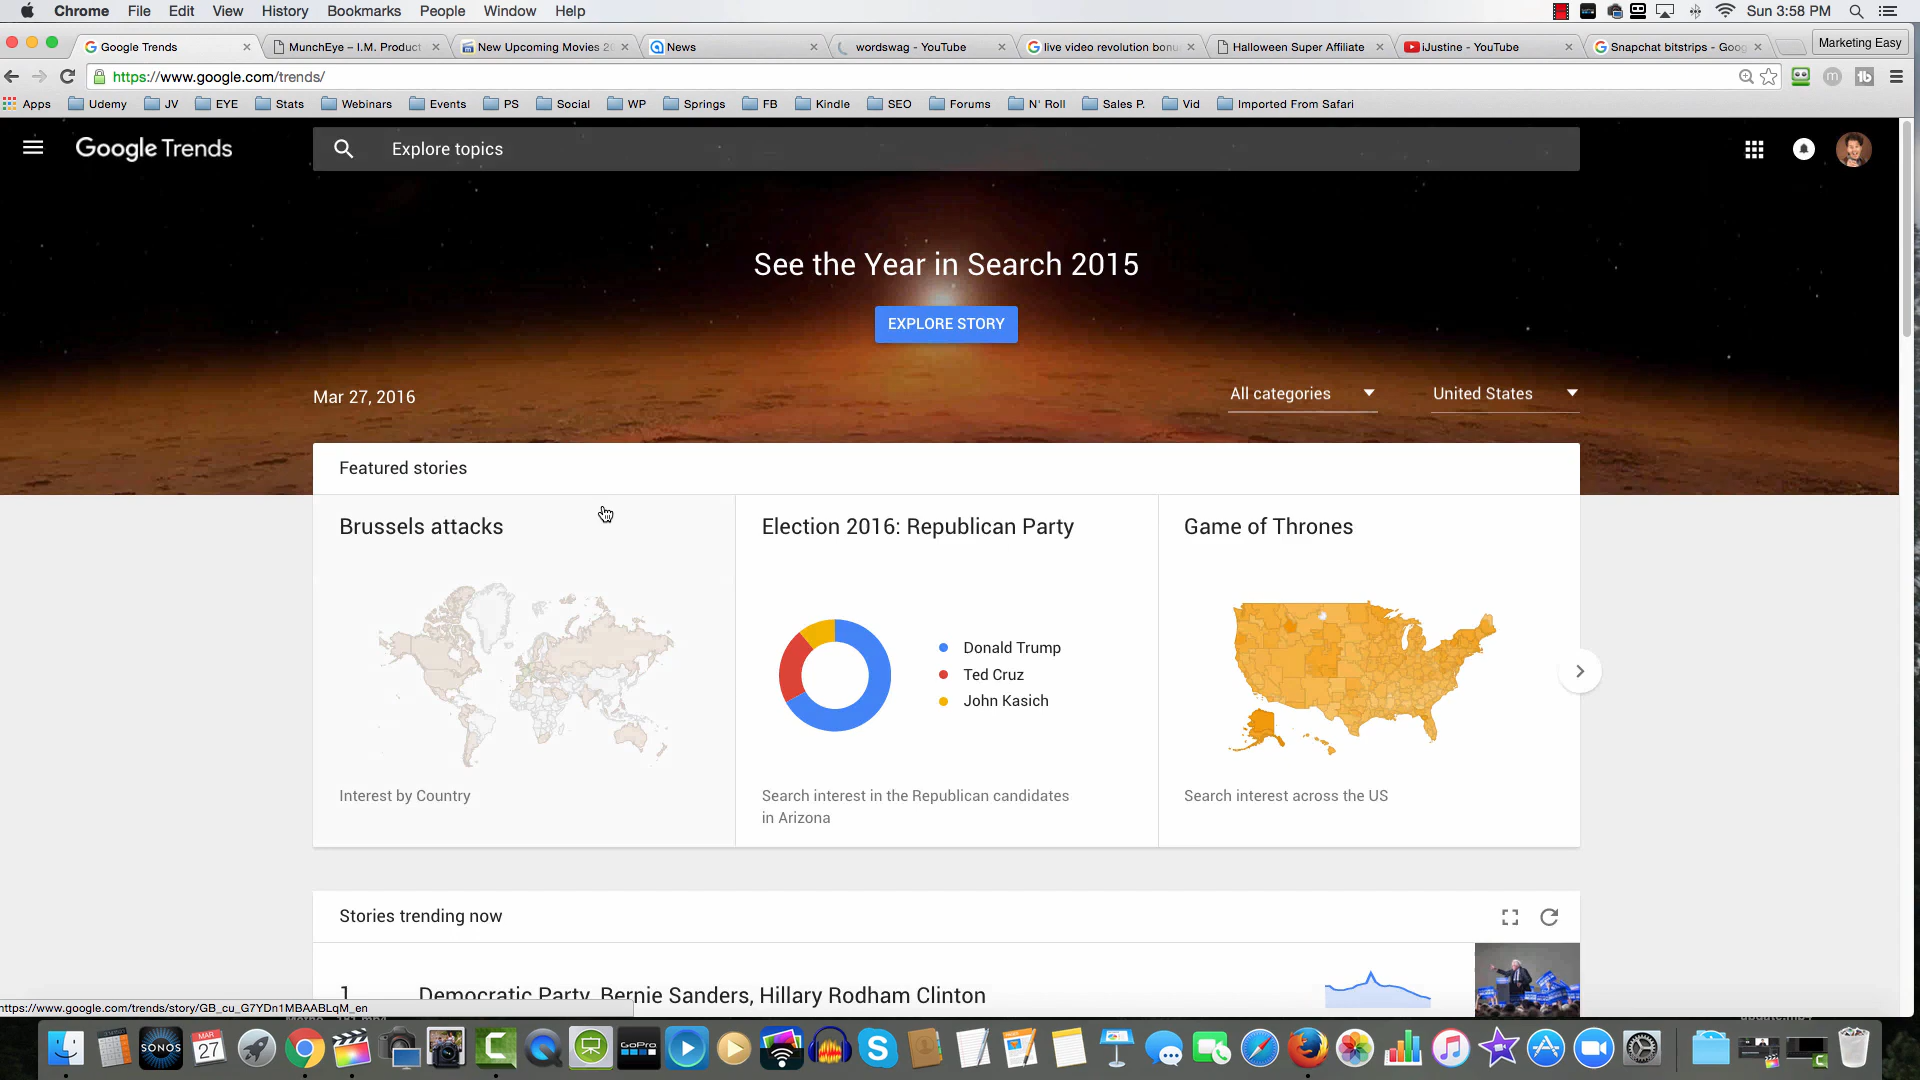 Chrome File Edit View History Bookmarks People Window Help Sun 3:58 PM
Google Trends MunchEye – I.M. Product New Upcoming Movies 2 News wordswag - YouTube live video revolution bonu Halloween Super Affiliate iJustine - YouTube Snapchat bitstrips - Goog Marketing Easy
https://www.google.com/trends/
Apps Udemy JV EYE Stats Webinars Events PS Social WP Springs FB Kindle SEO Forums N' Roll Sales P. Vid Imported From Safari
Google Trends Explore topics
See the Year in Search 2015
EXPLORE STORY
Mar 27, 2016 All categories United States
Featured stories
Brussels attacks Election 2016: Republican Party Game of Thrones
Donald Trump
Ted Cruz
John Kasich
Interest by Country Search interest in the Republican candidates Search interest across the US
in Arizona
Stories trending now
1 Democratic Party, Bernie Sanders, Hillary Rodham Clinton
https://www.google.com/trends/story/GB_cu_G7YDn1MBAABLqM_en
SONOS MAR 27 GoPro